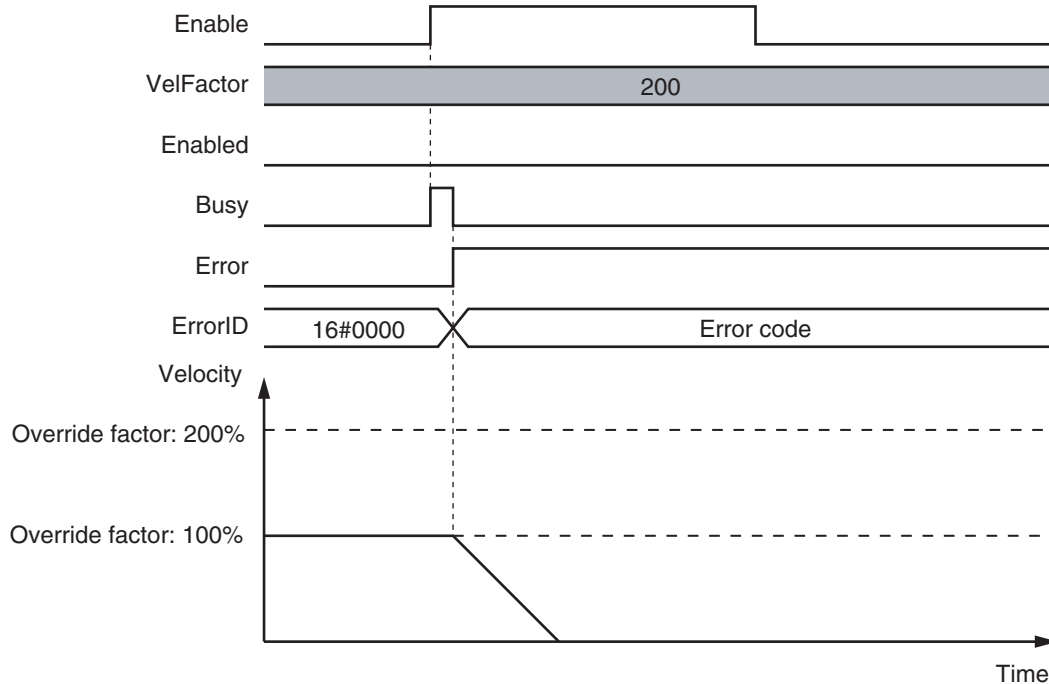 Enable
VelFactor
200
Enabled
Busy
Error
ErrorID
16#0000
Error code
Velocity
Override factor: 200%
Override factor: 100%
Time